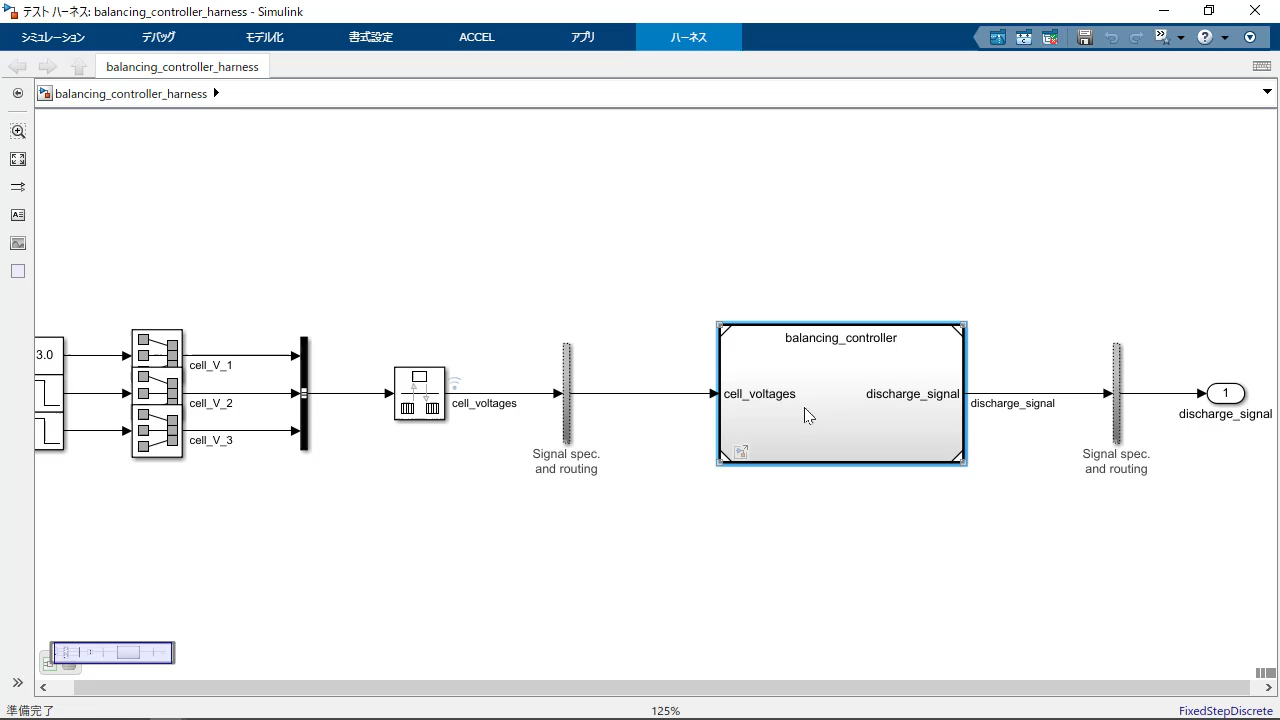 テスト ハーネス: balancing_controller_harness - Simulink
シミュレーション
デバッグ
モデル化
書式設定
ACCEL
アプリ
ハーネス
balancing_controller_harness
balancing_controller_harness
3.0
cell_V_1
cell_V_2
cell_V_3
cell_voltages
Signal spec.
and routing
balancing_controller
cell_voltages
discharge_signal
discharge_signal
Signal spec.
and routing
1
discharge_signal
準備完了
125%
FixedStepDiscrete